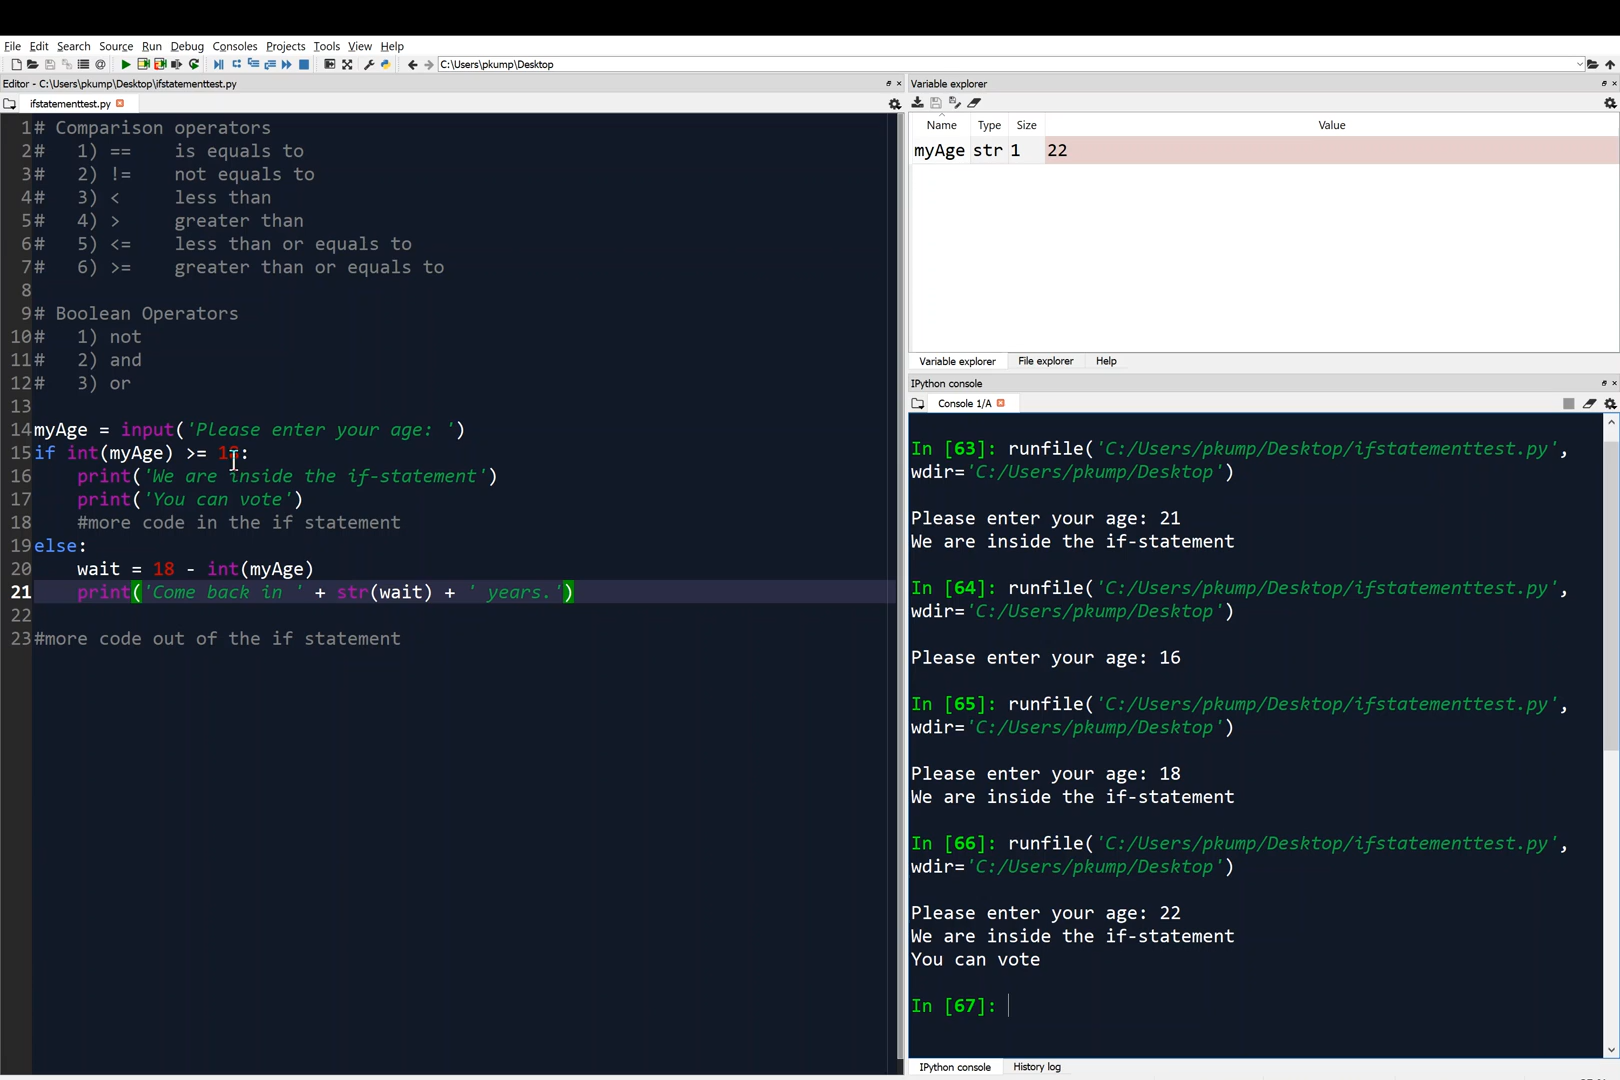 File Edit Search Source Run Debug Consoles Projects Tools View Help
C:\Users\pkump\Desktop
Editor - C:\Users\pkump\Desktop\ifstatementtest.py
ifstatementtest.py
1 # Comparison operators
2 #   1) ==    is equals to
3 #   2) !=    not equals to
4 #   3) <     less than
5 #   4) >     greater than
6 #   5) <=    less than or equals to
7 #   6) >=    greater than or equals to
8
9 # Boolean Operators
10 #   1) not
11 #   2) and
12 #   3) or
13
14 myAge = input('Please enter your age: ')
15 if int(myAge) >= 18:
16     print('We are inside the if-statement')
17     print('You can vote')
18     #more code in the if statement
19 else:
20     wait = 18 - int(myAge)
21     print('Come back in ' + str(wait) + ' years.')
22
23 #more code out of the if statement
Variable explorer
Name Type Size Value
myAge str 1 22
Variable explorer File explorer Help
IPython console
Console 1/A
In [63]: runfile('C:/Users/pkump/Desktop/ifstatementtest.py',
wdir='C:/Users/pkump/Desktop')
Please enter your age: 21
We are inside the if-statement
In [64]: runfile('C:/Users/pkump/Desktop/ifstatementtest.py',
wdir='C:/Users/pkump/Desktop')
Please enter your age: 16
In [65]: runfile('C:/Users/pkump/Desktop/ifstatementtest.py',
wdir='C:/Users/pkump/Desktop')
Please enter your age: 18
We are inside the if-statement
In [66]: runfile('C:/Users/pkump/Desktop/ifstatementtest.py',
wdir='C:/Users/pkump/Desktop')
Please enter your age: 22
We are inside the if-statement
You can vote
In [67]:
IPython console History log